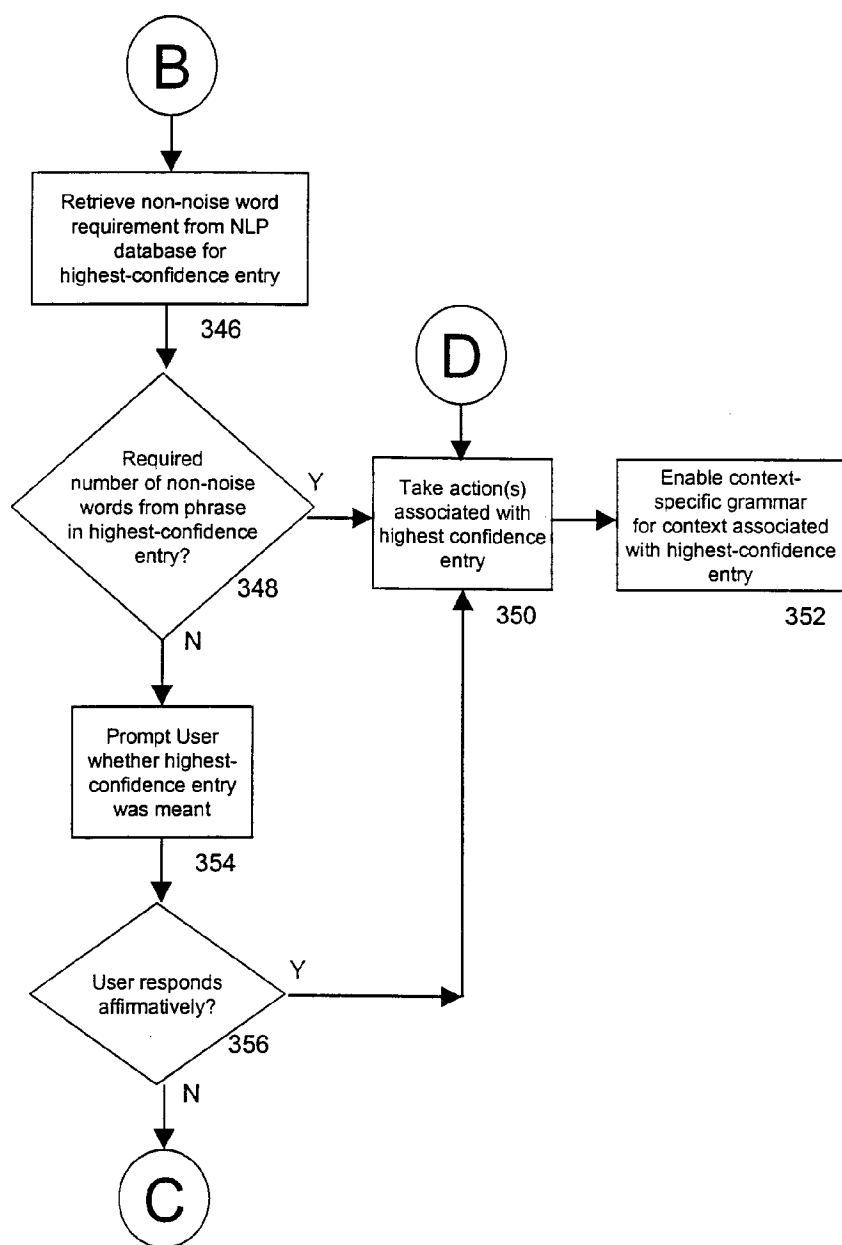 B
Retrieve non-noise word
requirement from NLP
database for
highest-confidence entry
346
D
Required
number of non-noise
words from phrase
in highest-confidence
entry?
Y
348
N
Take action(s)
associated with
highest confidence
entry
350
Enable context-
specific grammar
for context associated
with highest-confidence
entry
352
Prompt User
whether highest-
confidence entry
was meant
354
User responds
affirmatively?
Y
356
N
C